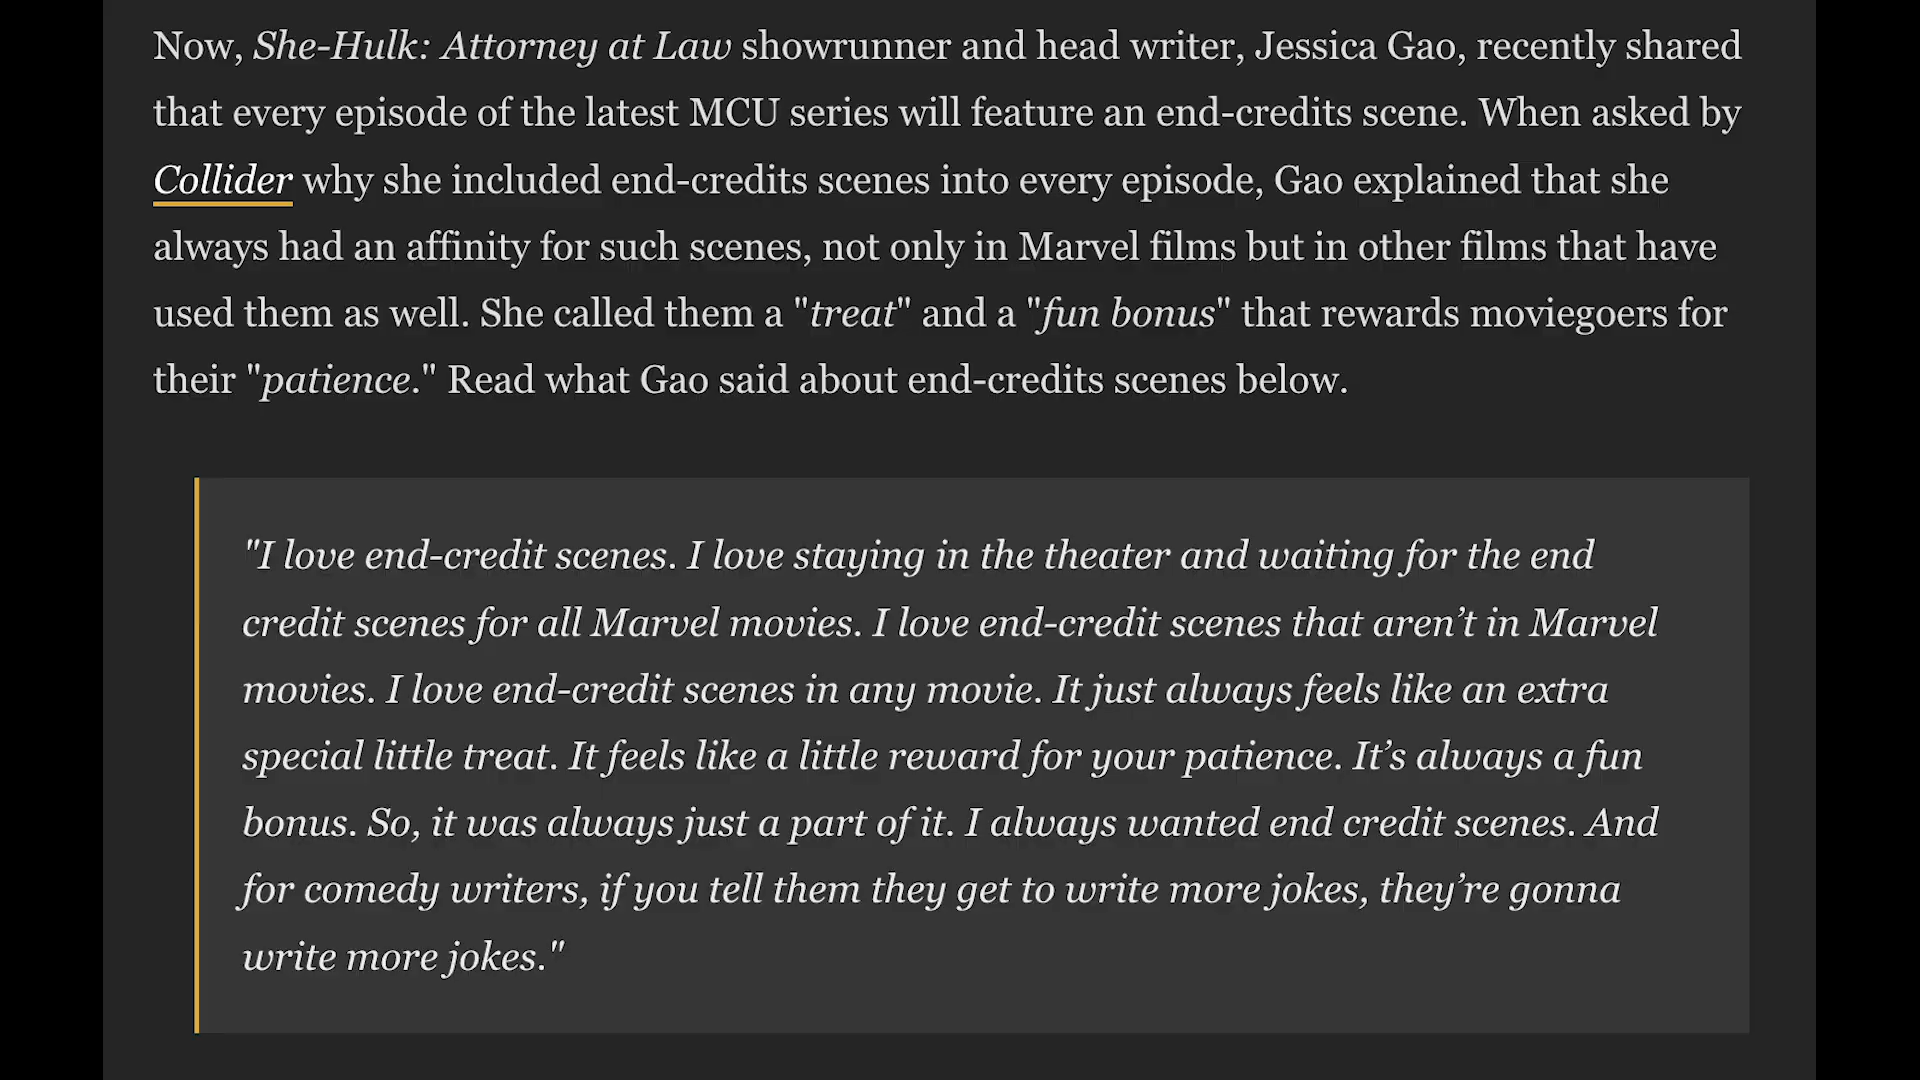 Now, She-Hulk: Attorney at Law showrunner and head writer, Jessica Gao, recently shared
that every episode of the latest MCU series will feature an end-credits scene. When asked by
Collider why she included end-credits scenes into every episode, Gao explained that she
always had an affinity for such scenes, not only in Marvel films but in other films that have
used them as well. She called them a "treat" and a "fun bonus" that rewards moviegoers for
their "patience." Read what Gao said about end-credits scenes below.
"I love end-credit scenes. I love staying in the theater and waiting for the end
credit scenes for all Marvel movies. I love end-credit scenes that aren’t in Marvel
movies. I love end-credit scenes in any movie. It just always feels like an extra
special little treat. It feels like a little reward for your patience. It’s always a fun
bonus. So, it was always just a part of it. I always wanted end credit scenes. And
for comedy writers, if you tell them they get to write more jokes, they’re gonna
write more jokes."